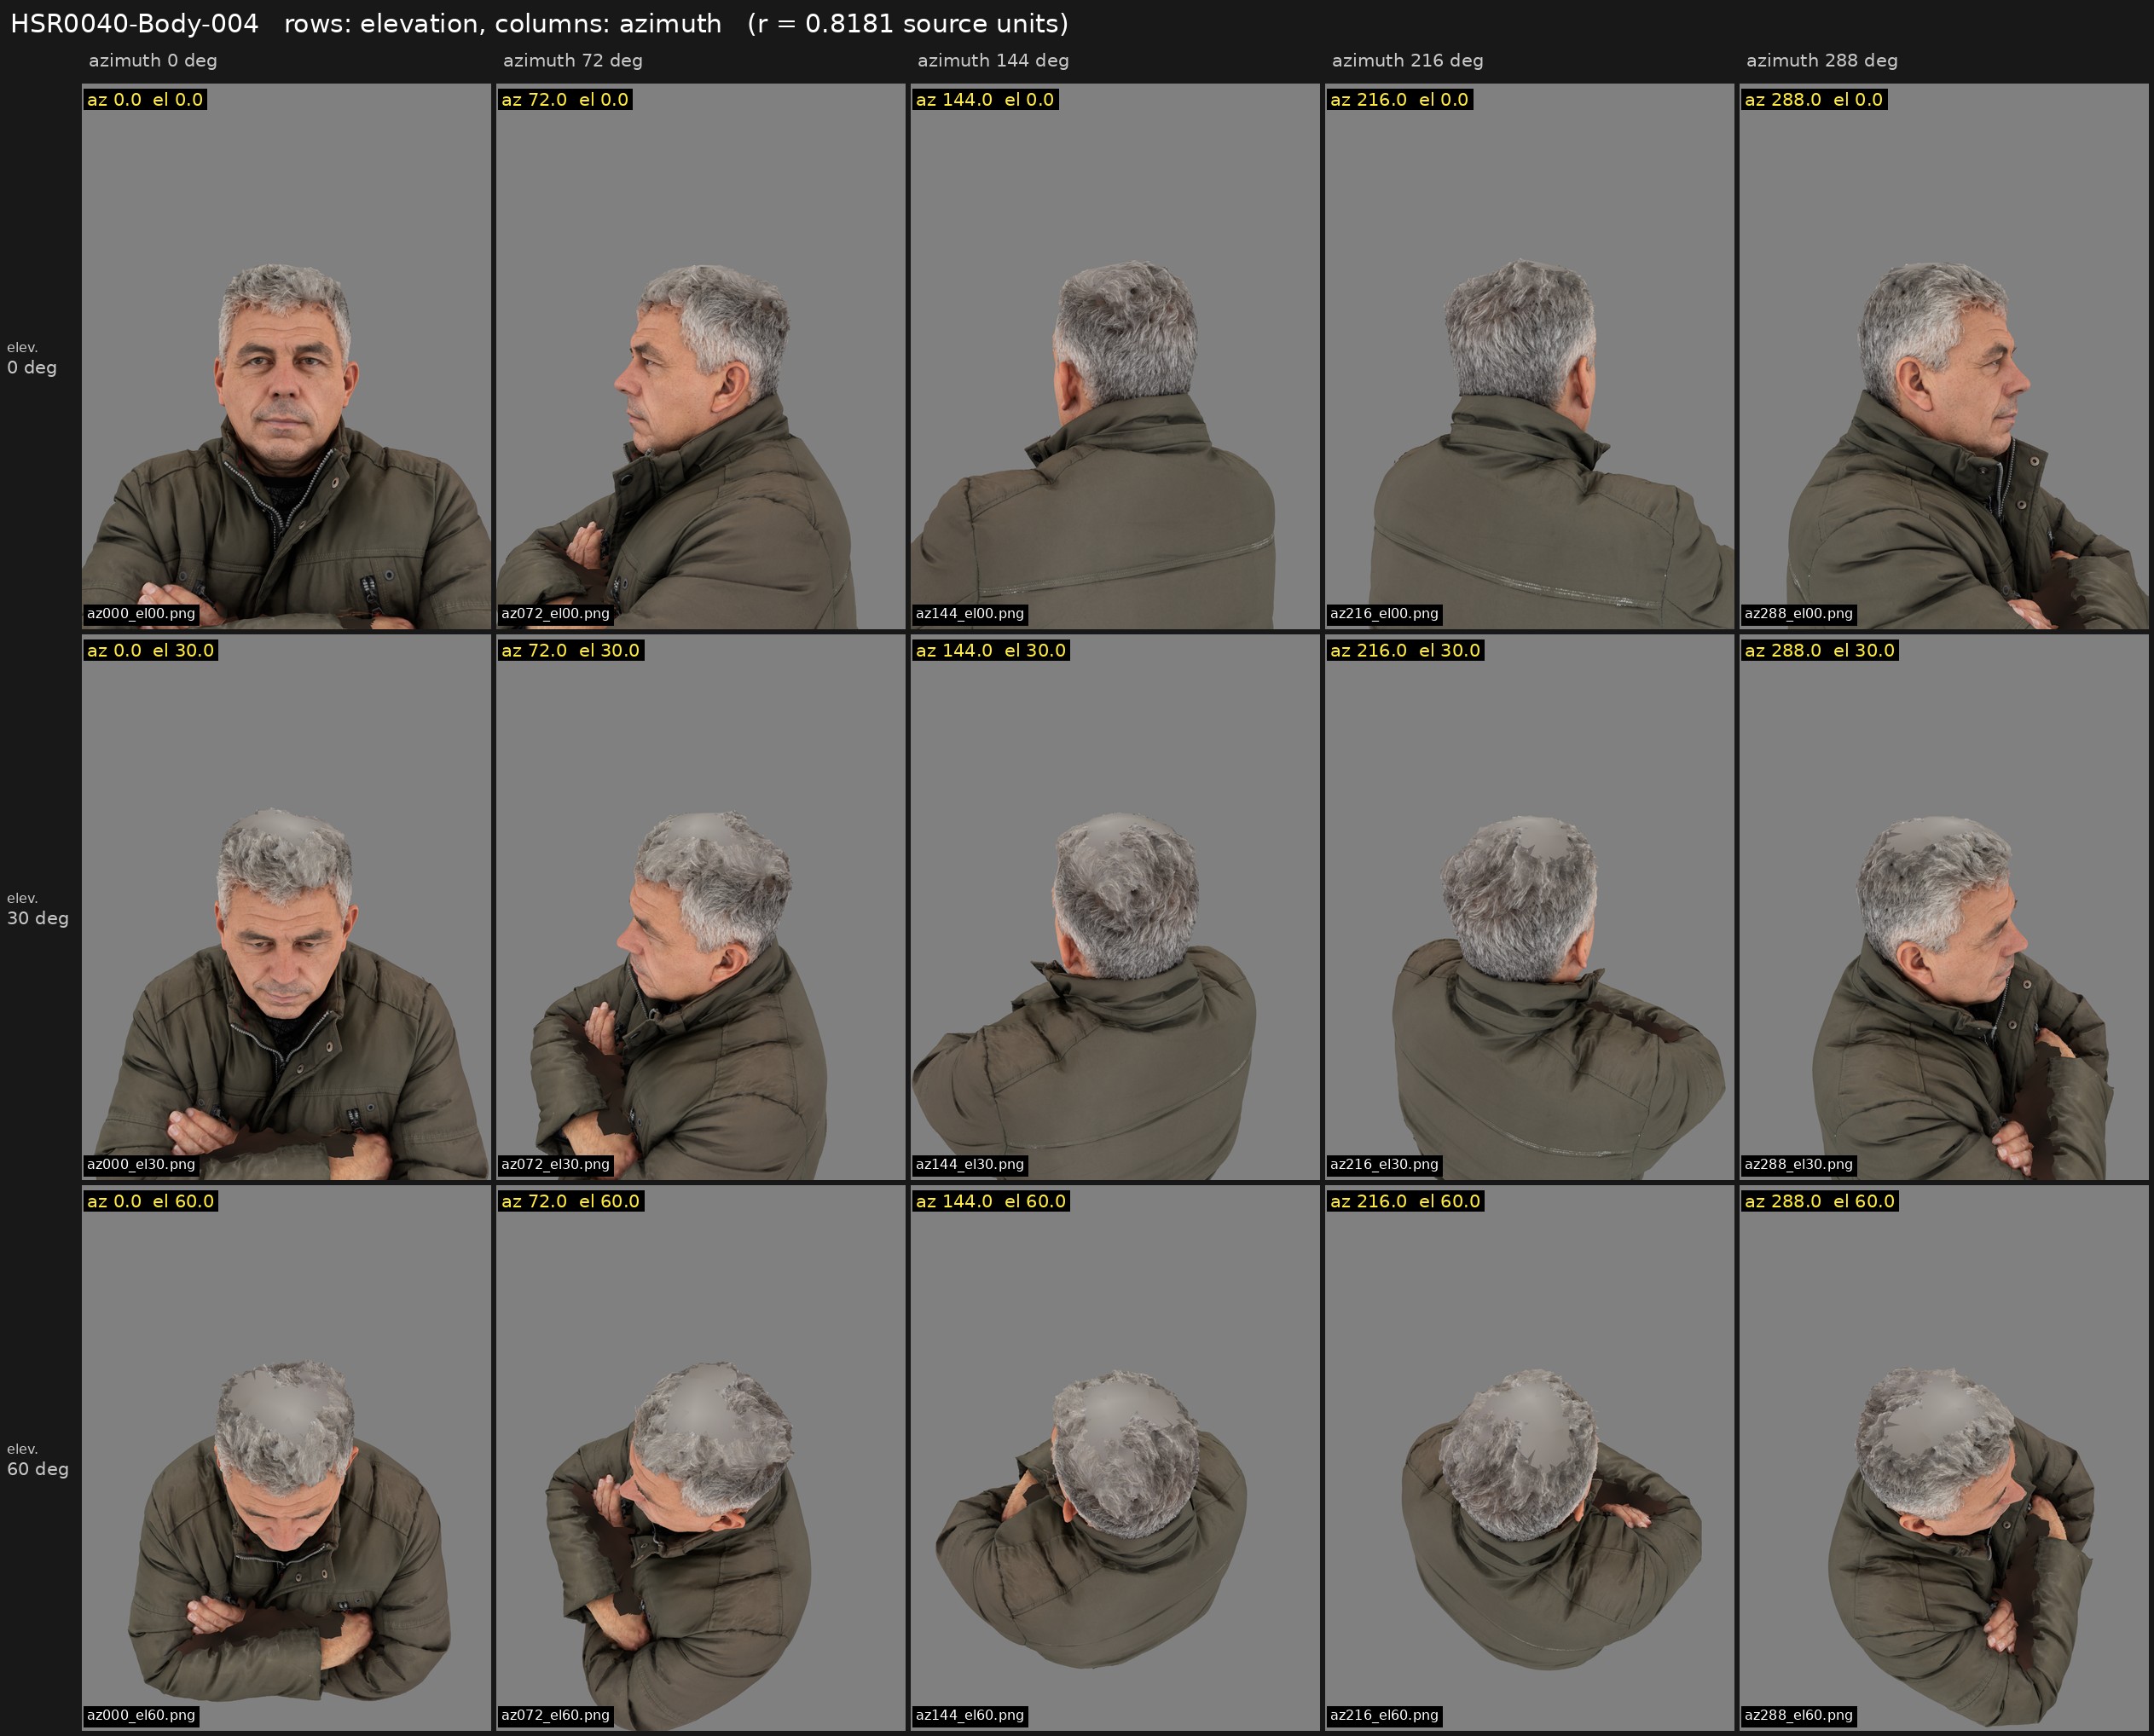 HSR0040-Body-004   rows: elevation, columns: azimuth   (r = 0.8181 source units)
azimuth 0 deg
azimuth 72 deg
azimuth 144 deg
azimuth 216 deg
azimuth 288 deg
az 0.0  el 0.0
az 72.0  el 0.0
az 144.0  el 0.0
az 216.0  el 0.0
az 288.0  el 0.0
elev.
0 deg
az000_el00.png
az072_el00.png
az144_el00.png
az216_el00.png
az288_el00.png
az 0.0  el 30.0
az 72.0  el 30.0
az 144.0  el 30.0
az 216.0  el 30.0
az 288.0  el 30.0
elev.
30 deg
az000_el30.png
az072_el30.png
az144_el30.png
az216_el30.png
az288_el30.png
az 0.0  el 60.0
az 72.0  el 60.0
az 144.0  el 60.0
az 216.0  el 60.0
az 288.0  el 60.0
elev.
60 deg
az000_el60.png
az072_el60.png
az144_el60.png
az216_el60.png
az288_el60.png